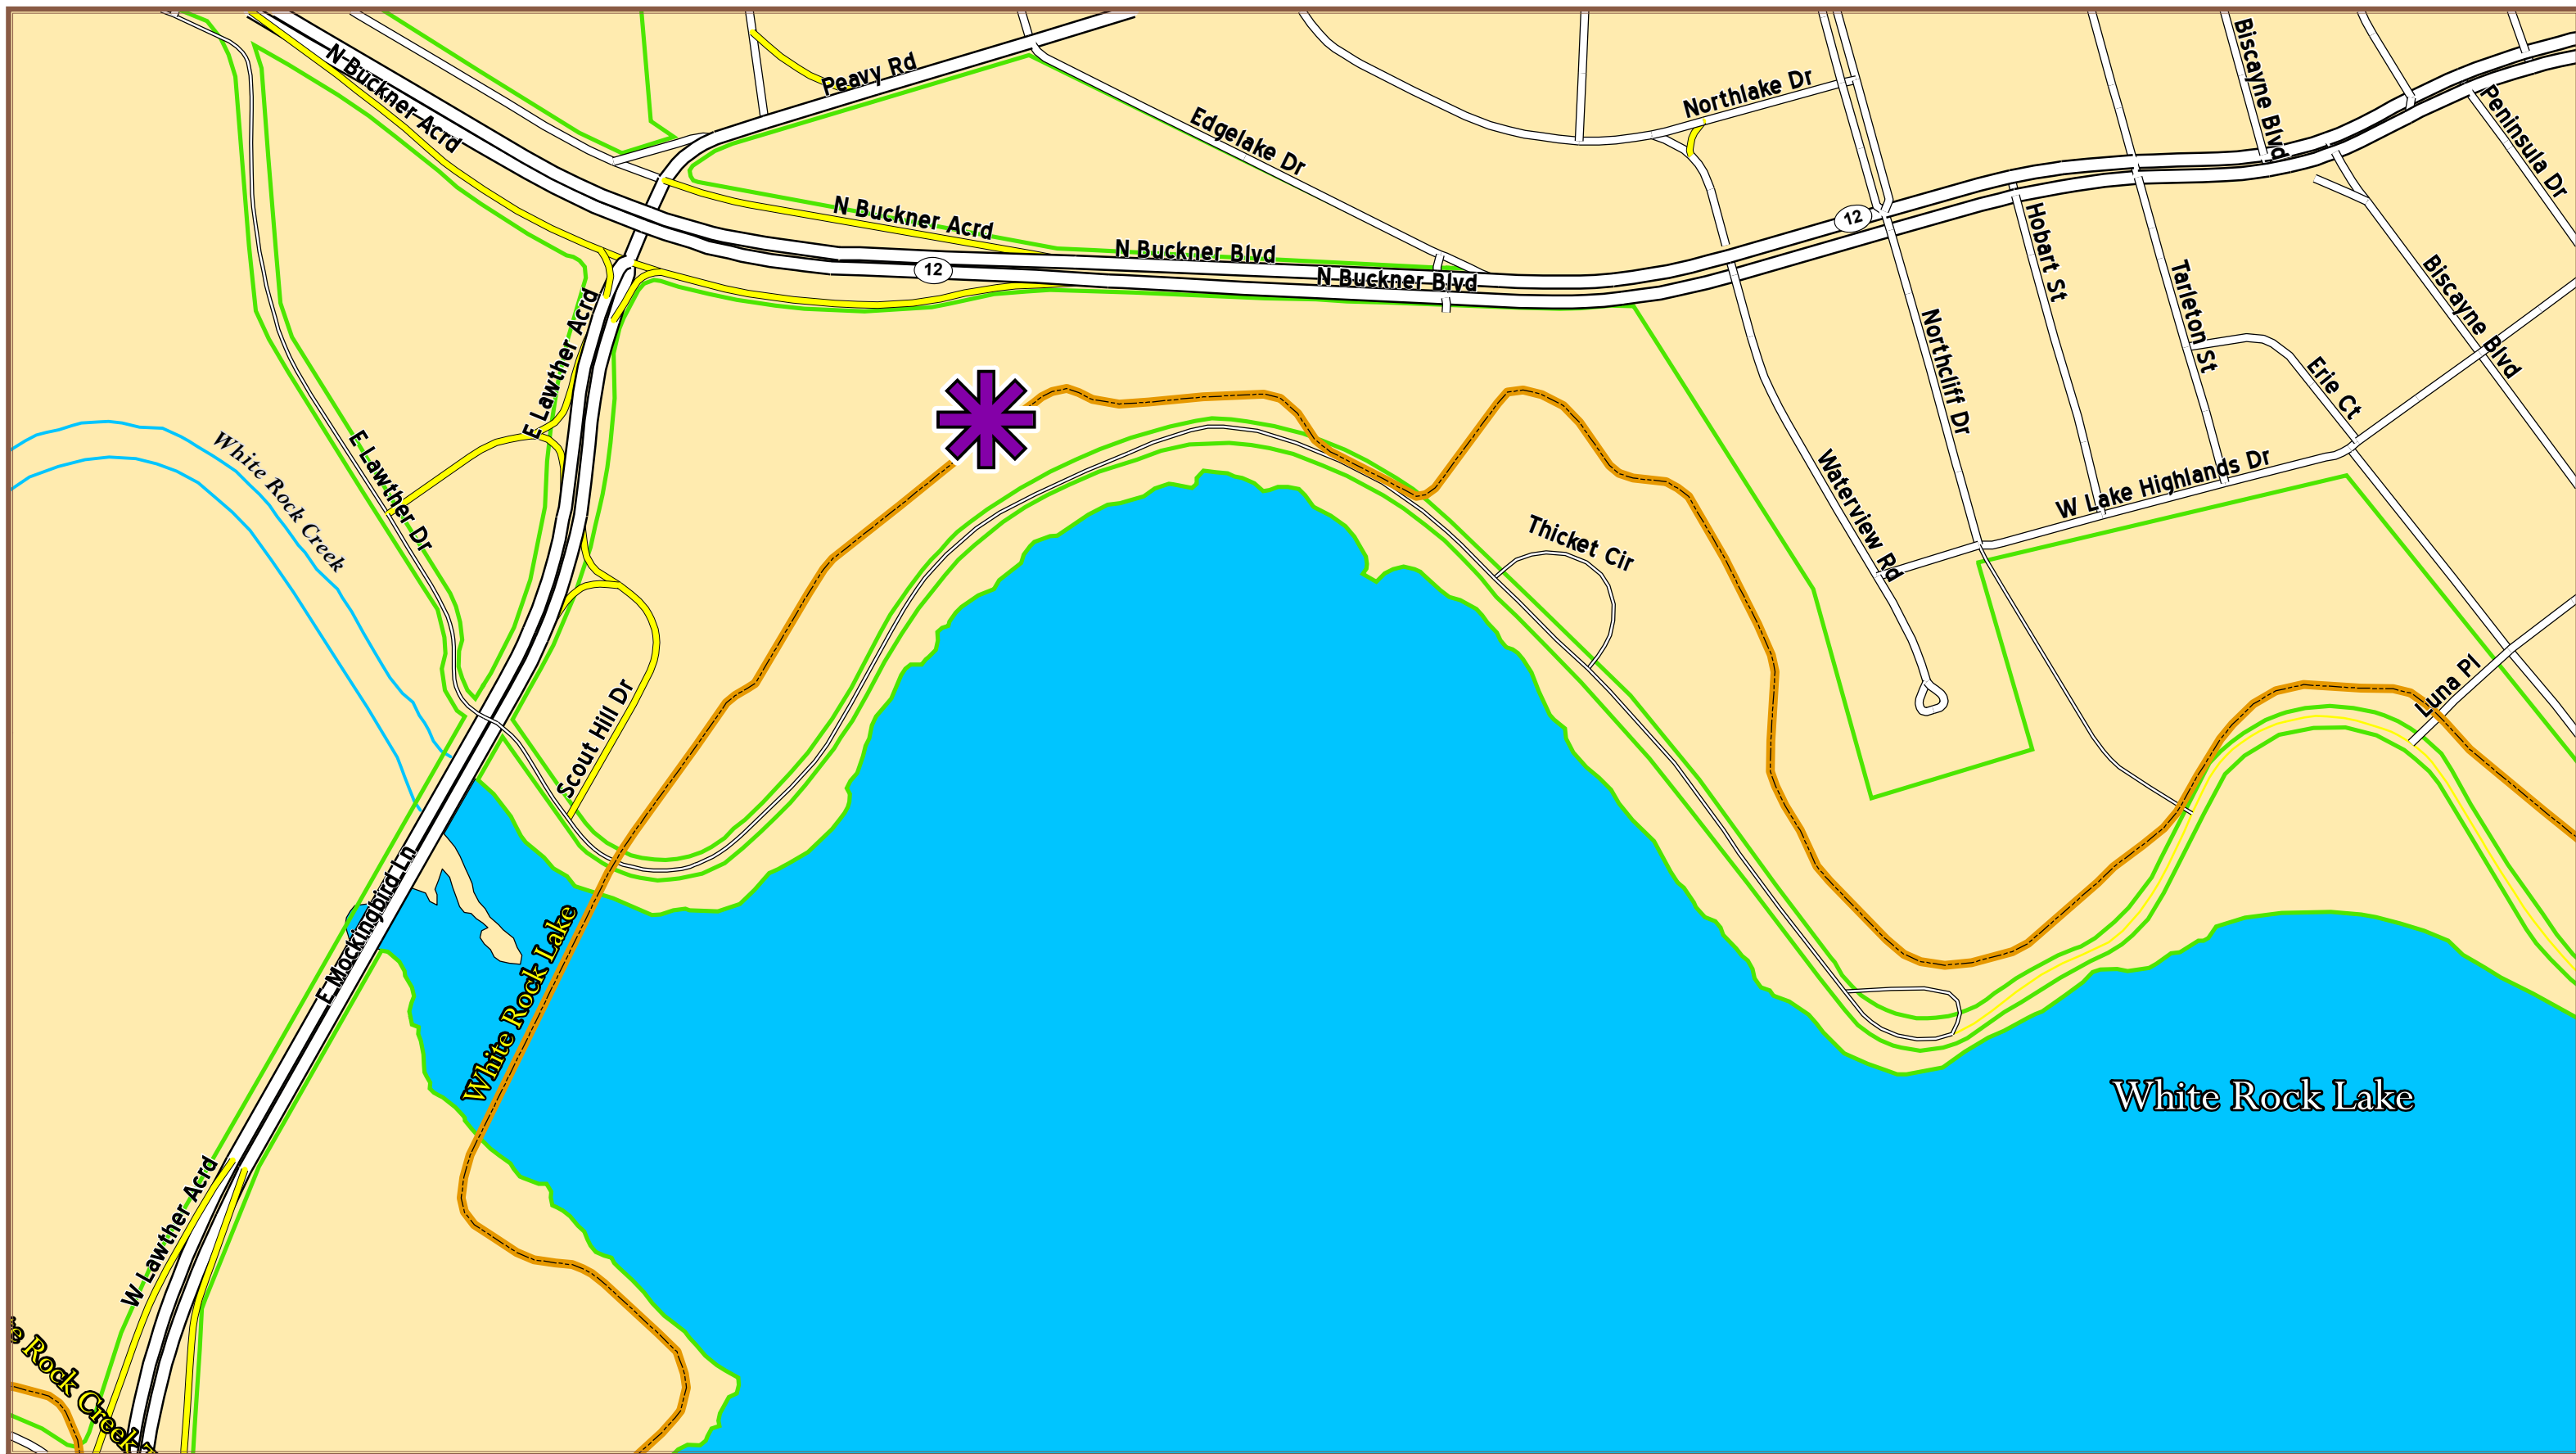 Biscayne Blvd
N Buckner Acrd
Peavy Rd
Northlake Dr
Peninsula Dr
Edgelake Dr
N Buckner Acrd
12
N Buckner Blvd
12
N Buckner Blvd
Hobart St
Tarleton St
Biscayne Blvd
E Lawther Acrd
Northcliff Dr
Erie Ct
White Rock Creek
E Lawther Dr
Waterview Rd
W Lake Highlands Dr
Thicket Cir
Luna Pl
Scout Hill Dr
E Mockingbird Ln
White Rock Lake
White Rock Lake
W Lawther Acrd
te Rock Creek T